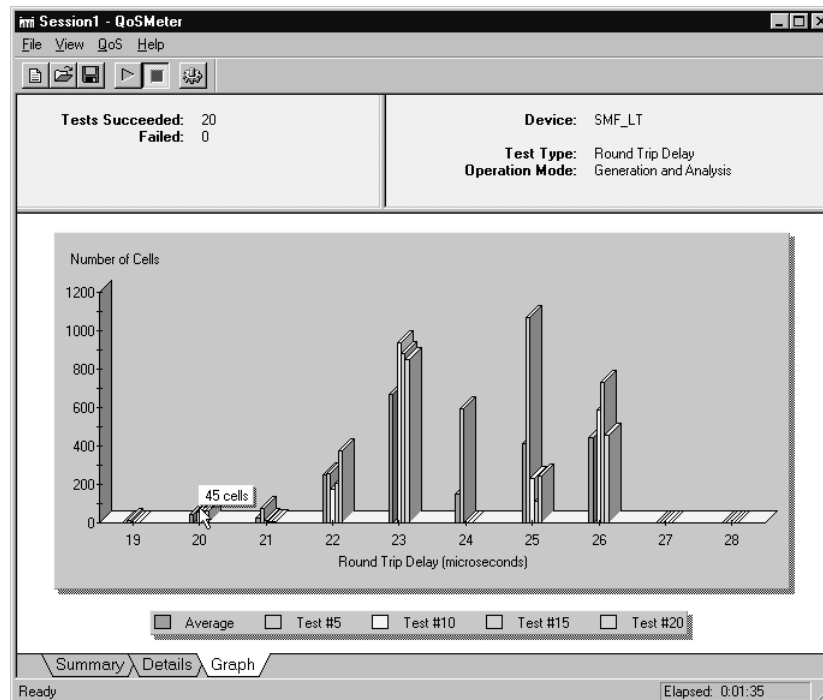 Session1 - QoSMeter
File View QoS Help
Tests Succeeded: 20
Failed: 0
Device: SMF_LT
Test Type: Round Trip Delay
Operation Mode: Generation and Analysis
Number of Cells
1200
1000
800
600
400
200
0
45 cells
19 20 21 22 23 24 25 26 27 28
Round Trip Delay (microseconds)
Average Test #5 Test #10 Test #15 Test #20
Summary Details Graph
Ready Elapsed: 0:01:35